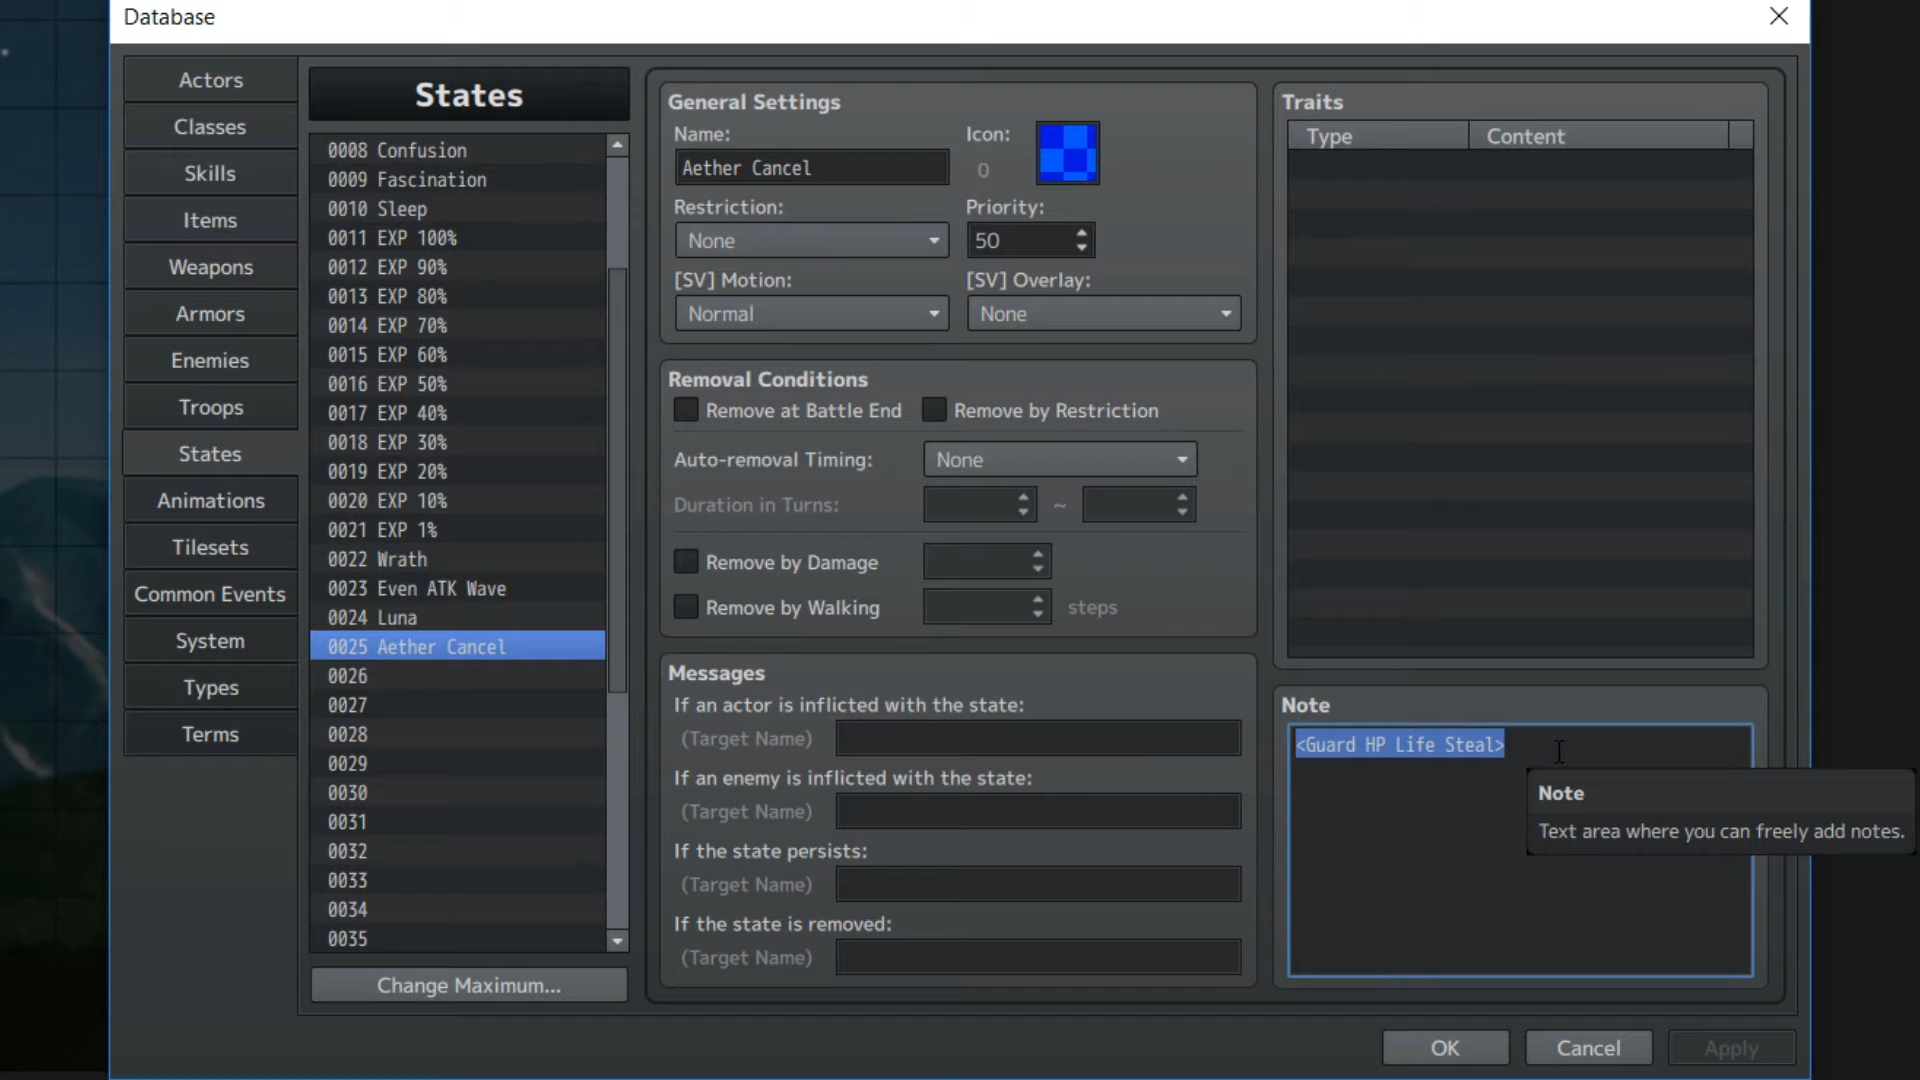 Database
Actors
Classes
Skills
Items
Weapons
Armors
Enemies
Troops
States
Animations
Tilesets
Common Events
System
Types
Terms
States
0008 Confusion
0009 Fascination
0010 Sleep
0011 EXP 100%
0012 EXP 90%
0013 EXP 80%
0014 EXP 70%
0015 EXP 60%
0016 EXP 50%
0017 EXP 40%
0018 EXP 30%
0019 EXP 20%
0020 EXP 10%
0021 EXP 1%
0022 Wrath
0023 Even ATK Wave
0024 Luna
0025 Aether Cancel
0026
0027
0028
0029
0030
0031
0032
0033
0034
0035
Change Maximum...
General Settings
Name:
Icon:
Aether Cancel
0
Restriction:
Priority:
None
50
[SV] Motion:
[SV] Overlay:
Normal
None
Removal Conditions
Remove at Battle End
Remove by Restriction
Auto-removal Timing:
None
Duration in Turns:
~
Remove by Damage
Remove by Walking
steps
Messages
If an actor is inflicted with the state:
(Target Name)
If an enemy is inflicted with the state:
(Target Name)
If the state persists:
(Target Name)
If the state is removed:
(Target Name)
Traits
Type
Content
Note
<Guard HP Life Steal>
Note
Text area where you can freely add notes.
OK
Cancel
Apply